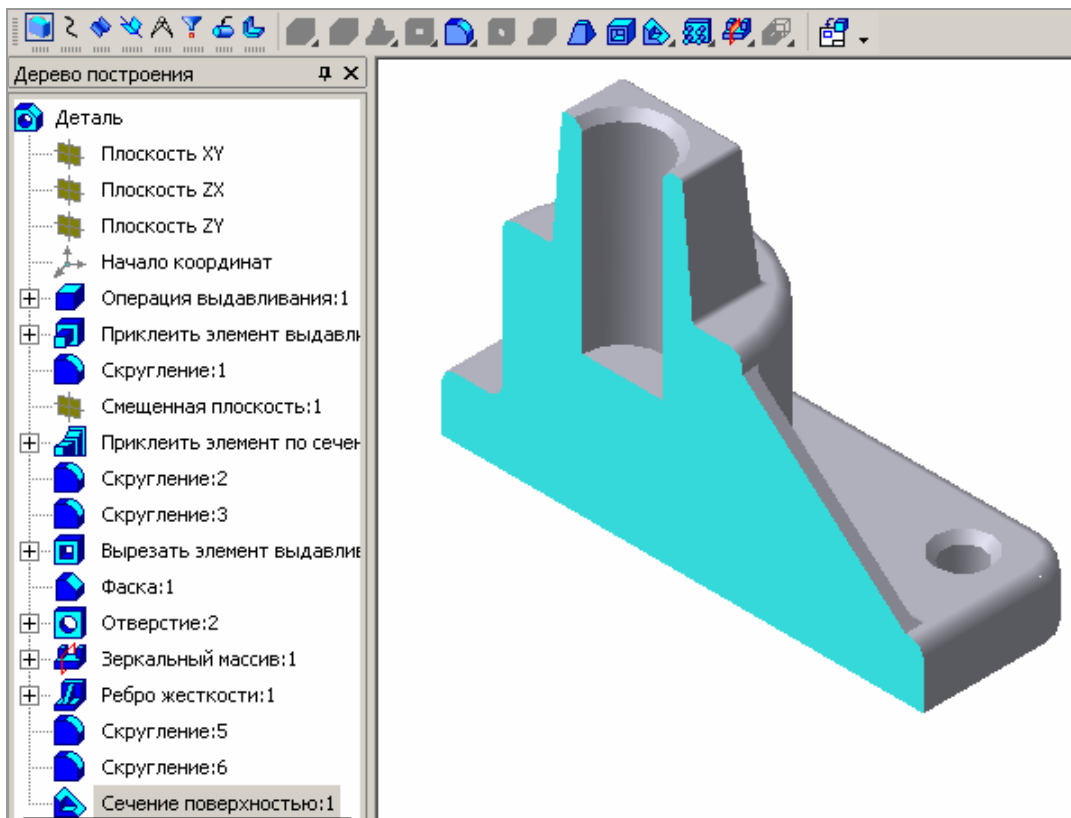 Дерево построения
Деталь
Плоскость XY
Плоскость ZX
Плоскость ZY
Начало координат
Операция выдавливания:1
Приклеить элемент выдавли
Скругление:1
Смещенная плоскость:1
Приклеить элемент по сечен
Скругление:2
Скругление:3
Вырезать элемент выдавлив
Фаска:1
Отверстие:2
Зеркальный массив:1
Ребро жесткости:1
Скругление:5
Скругление:6
Сечение поверхностью:1